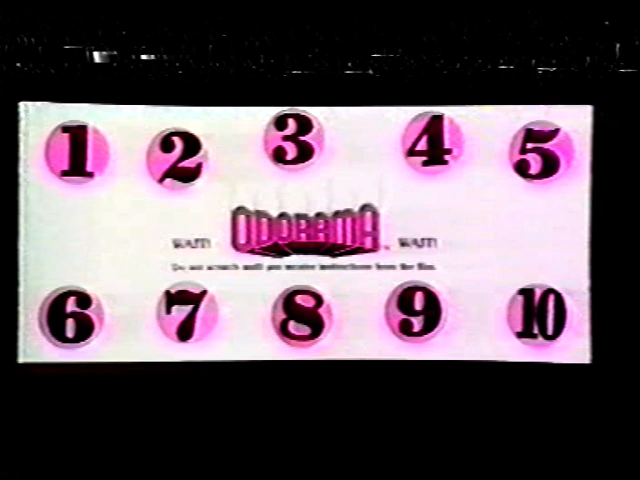 1 2 3 4 5
ODORAMA
WAIT! WAIT!
Do not scratch until you receive instructions from the film.
6 7 8 9 10